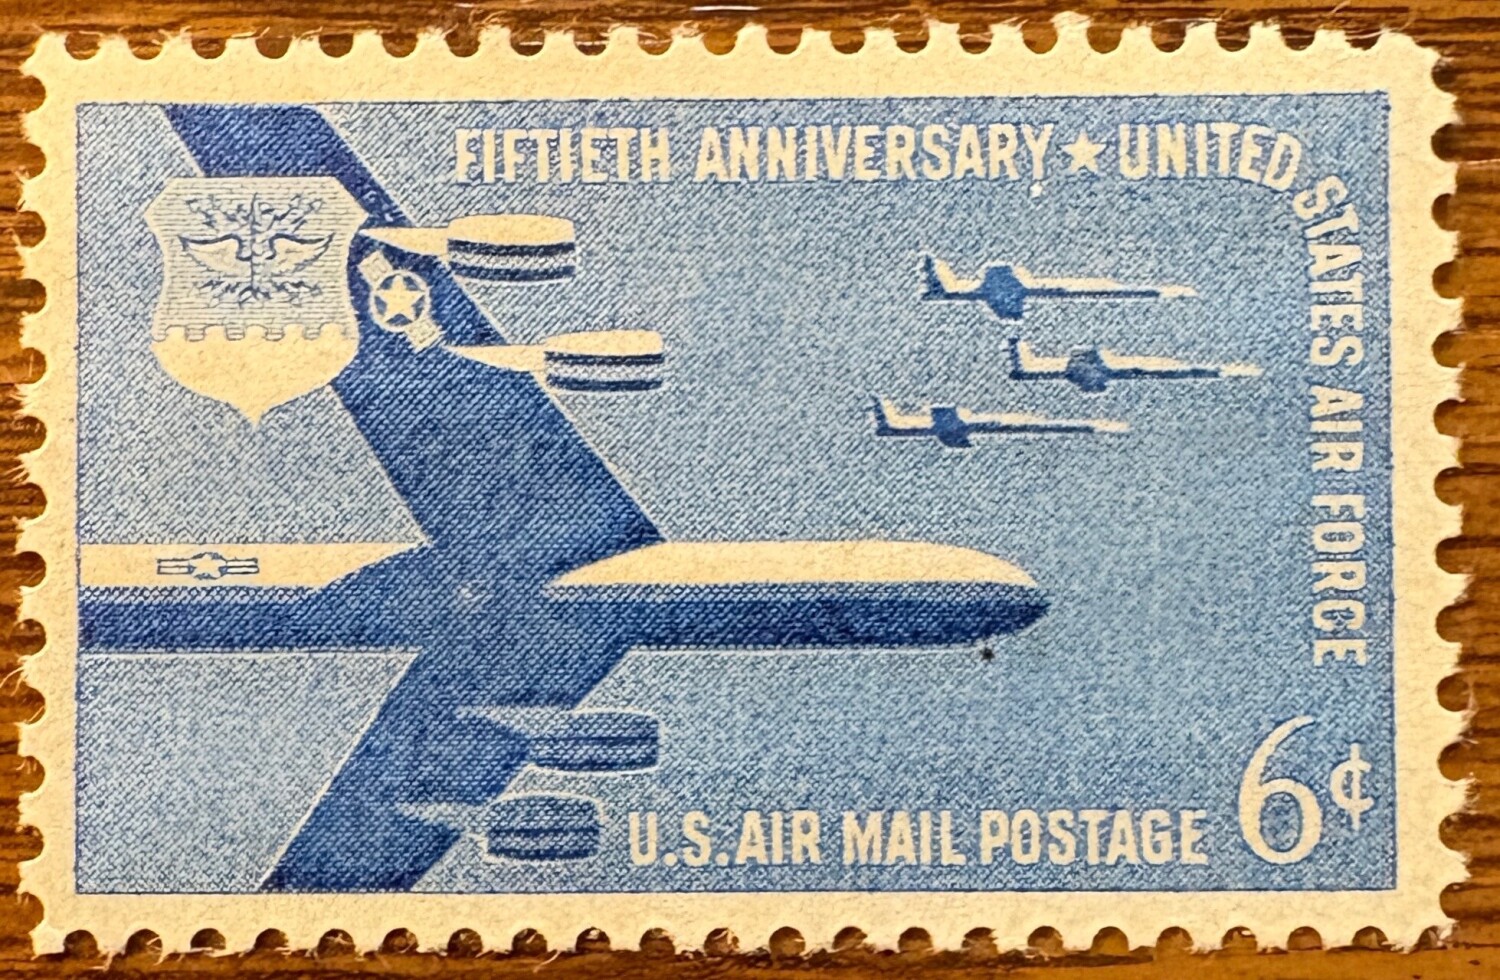 FIFTIETH ANNIVERSARY ★ UNITED STATES AIR FORCE
6¢
U.S. AIR MAIL POSTAGE